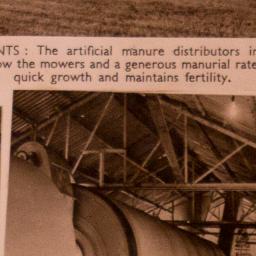 NTS : The artificial manure distributors in
ow the mowers and a generous manurial rate
quick growth and maintains fertility.